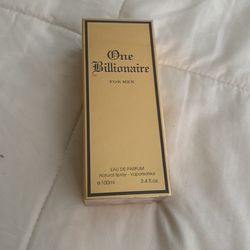 One
Billionaire
FOR MEN
EAU DE PARFUM
Natural Spray - Vaporisateur
e100ml 3.4 fl.oz.